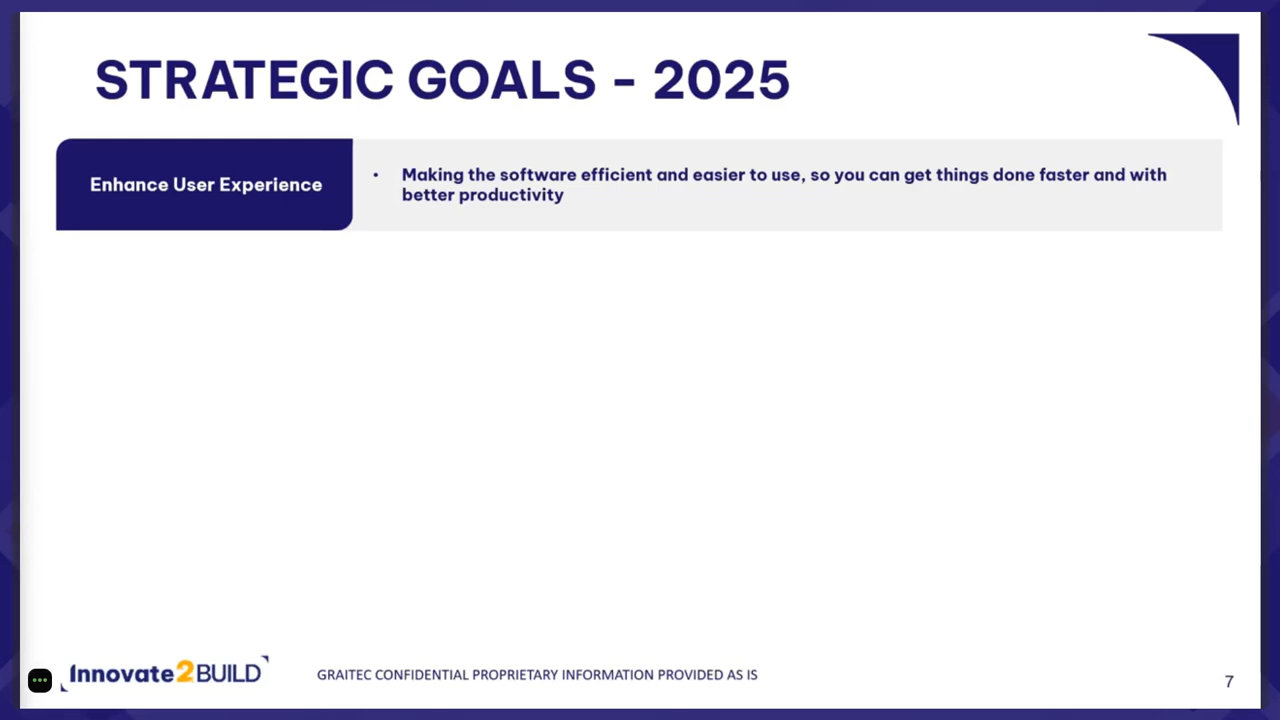 STRATEGIC GOALS - 2025
Enhance User Experience
• Making the software efficient and easier to use, so you can get things done faster and with
better productivity
Innovate2BUILD
GRAITEC CONFIDENTIAL PROPRIETARY INFORMATION PROVIDED AS IS
7